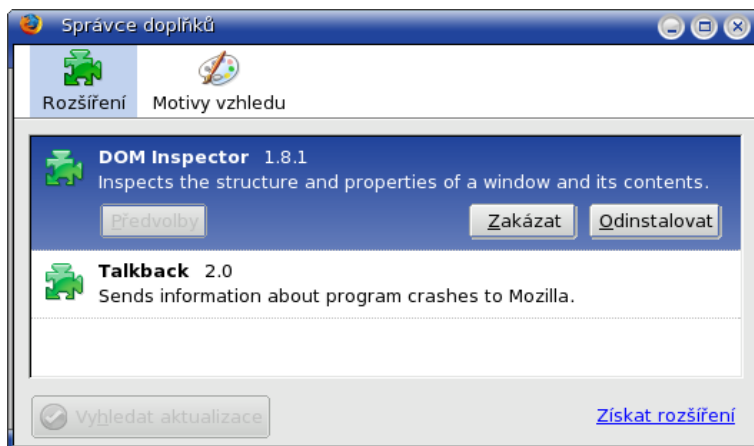 Správce doplňků
Rozšíření Motivy vzhledu
DOM Inspector 1.8.1
Inspects the structure and properties of a window and its contents.
Předvolby Zakázat Odinstalovat
Talkback 2.0
Sends information about program crashes to Mozilla.
Vyhledat aktualizace Získat rozšíření